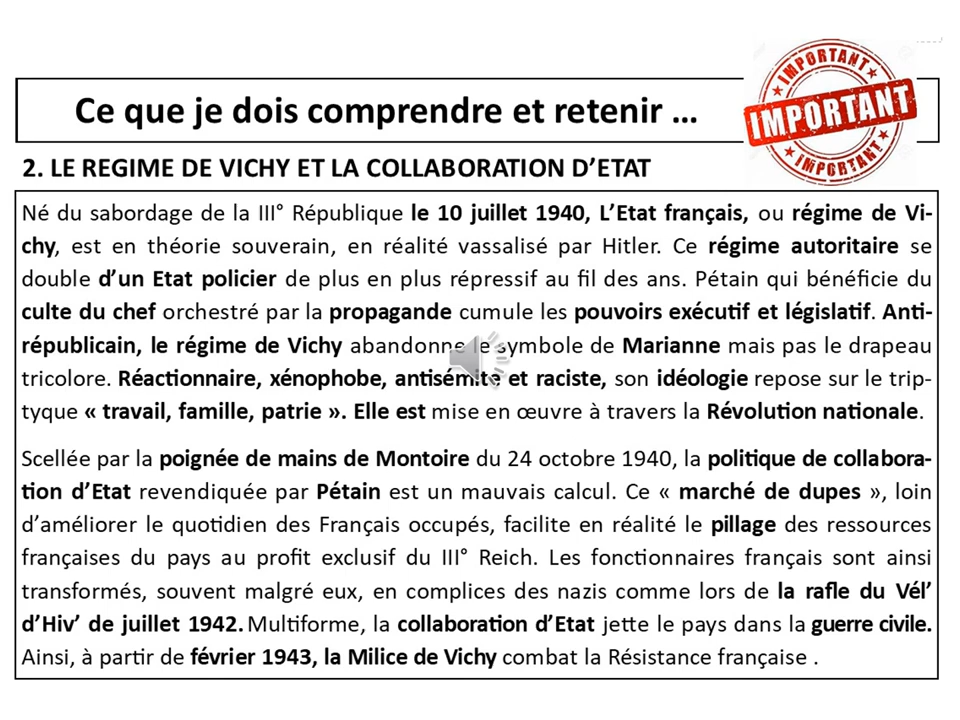 Ce que je dois comprendre et retenir ...
IMPORTANT
IMPORTANT
IMPORTANT
2. LE REGIME DE VICHY ET LA COLLABORATION D’ETAT
Né du sabordage de la III° République le 10 juillet 1940, L’Etat français, ou régime de Vi-
chy, est en théorie souverain, en réalité vassalisé par Hitler. Ce régime autoritaire se
double d’un Etat policier de plus en plus répressif au fil des ans. Pétain qui bénéficie du
culte du chef orchestré par la propagande cumule les pouvoirs exécutif et législatif. Anti-
républicain, le régime de Vichy abandonne le symbole de Marianne mais pas le drapeau
tricolore. Réactionnaire, xénophobe, antisémite et raciste, son idéologie repose sur le trip-
tyque « travail, famille, patrie ». Elle est mise en œuvre à travers la Révolution nationale.
Scellée par la poignée de mains de Montoire du 24 octobre 1940, la politique de collabora-
tion d’Etat revendiquée par Pétain est un mauvais calcul. Ce « marché de dupes », loin
d’améliorer le quotidien des Français occupés, facilite en réalité le pillage des ressources
françaises du pays au profit exclusif du III° Reich. Les fonctionnaires français sont ainsi
transformés, souvent malgré eux, en complices des nazis comme lors de la rafle du Vél’
d’Hiv’ de juillet 1942. Multiforme, la collaboration d’Etat jette le pays dans la guerre civile.
Ainsi, à partir de février 1943, la Milice de Vichy combat la Résistance française .